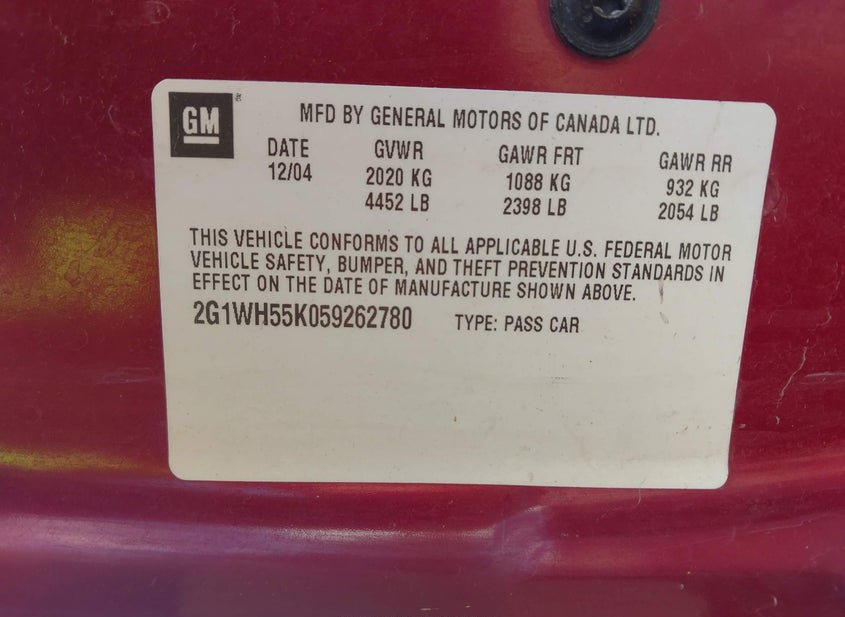 GM
MFD BY GENERAL MOTORS OF CANADA LTD.
DATE GVWR GAWR FRT GAWR RR
12/04 2020 KG 1088 KG 932 KG
4452 LB 2398 LB 2054 LB
THIS VEHICLE CONFORMS TO ALL APPLICABLE U.S. FEDERAL MOTOR
VEHICLE SAFETY, BUMPER, AND THEFT PREVENTION STANDARDS IN
EFFECT ON THE DATE OF MANUFACTURE SHOWN ABOVE.
2G1WH55K059262780 TYPE: PASS CAR